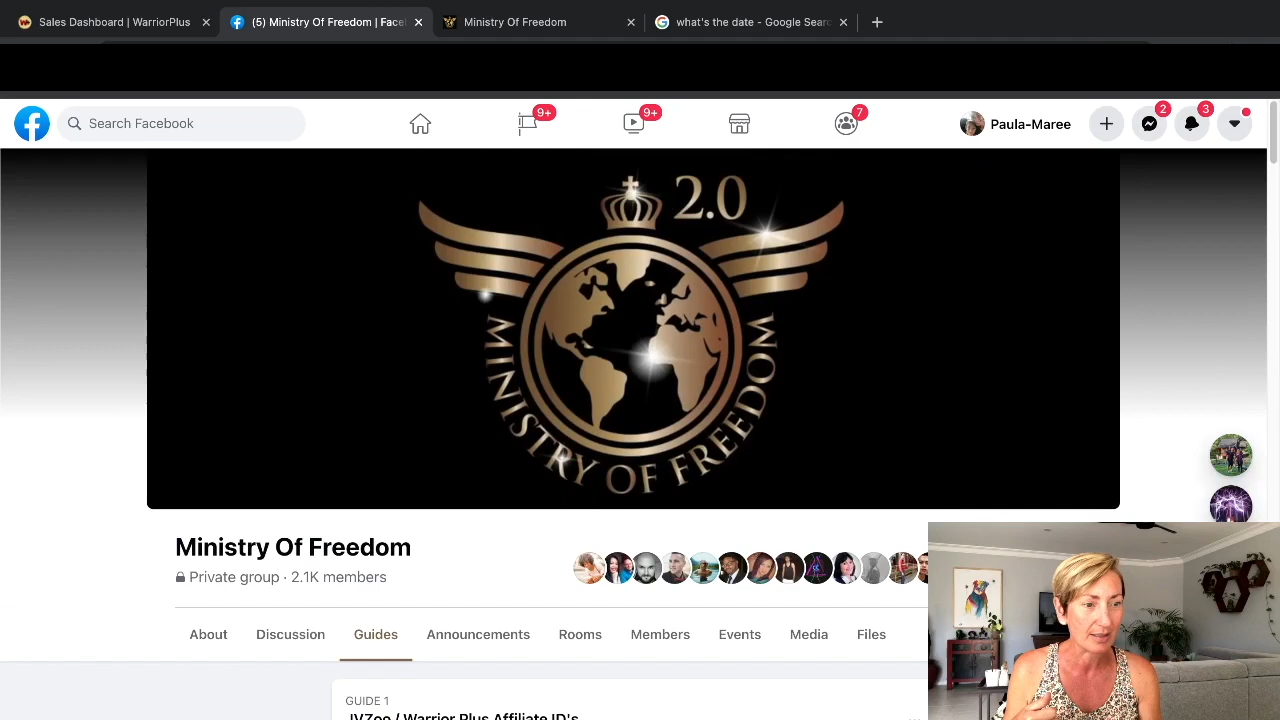 Sales Dashboard | WarriorPlus
(5) Ministry Of Freedom | Face
Ministry Of Freedom
what's the date - Google Searc
Search Facebook
9+
9+
7
Paula-Maree
2
3
2.0
MINISTRY OF FREEDOM
Ministry Of Freedom
Private group · 2.1K members
About
Discussion
Guides
Announcements
Rooms
Members
Events
Media
Files
GUIDE 1
JVZoo / Warrior Plus Affiliate ID's